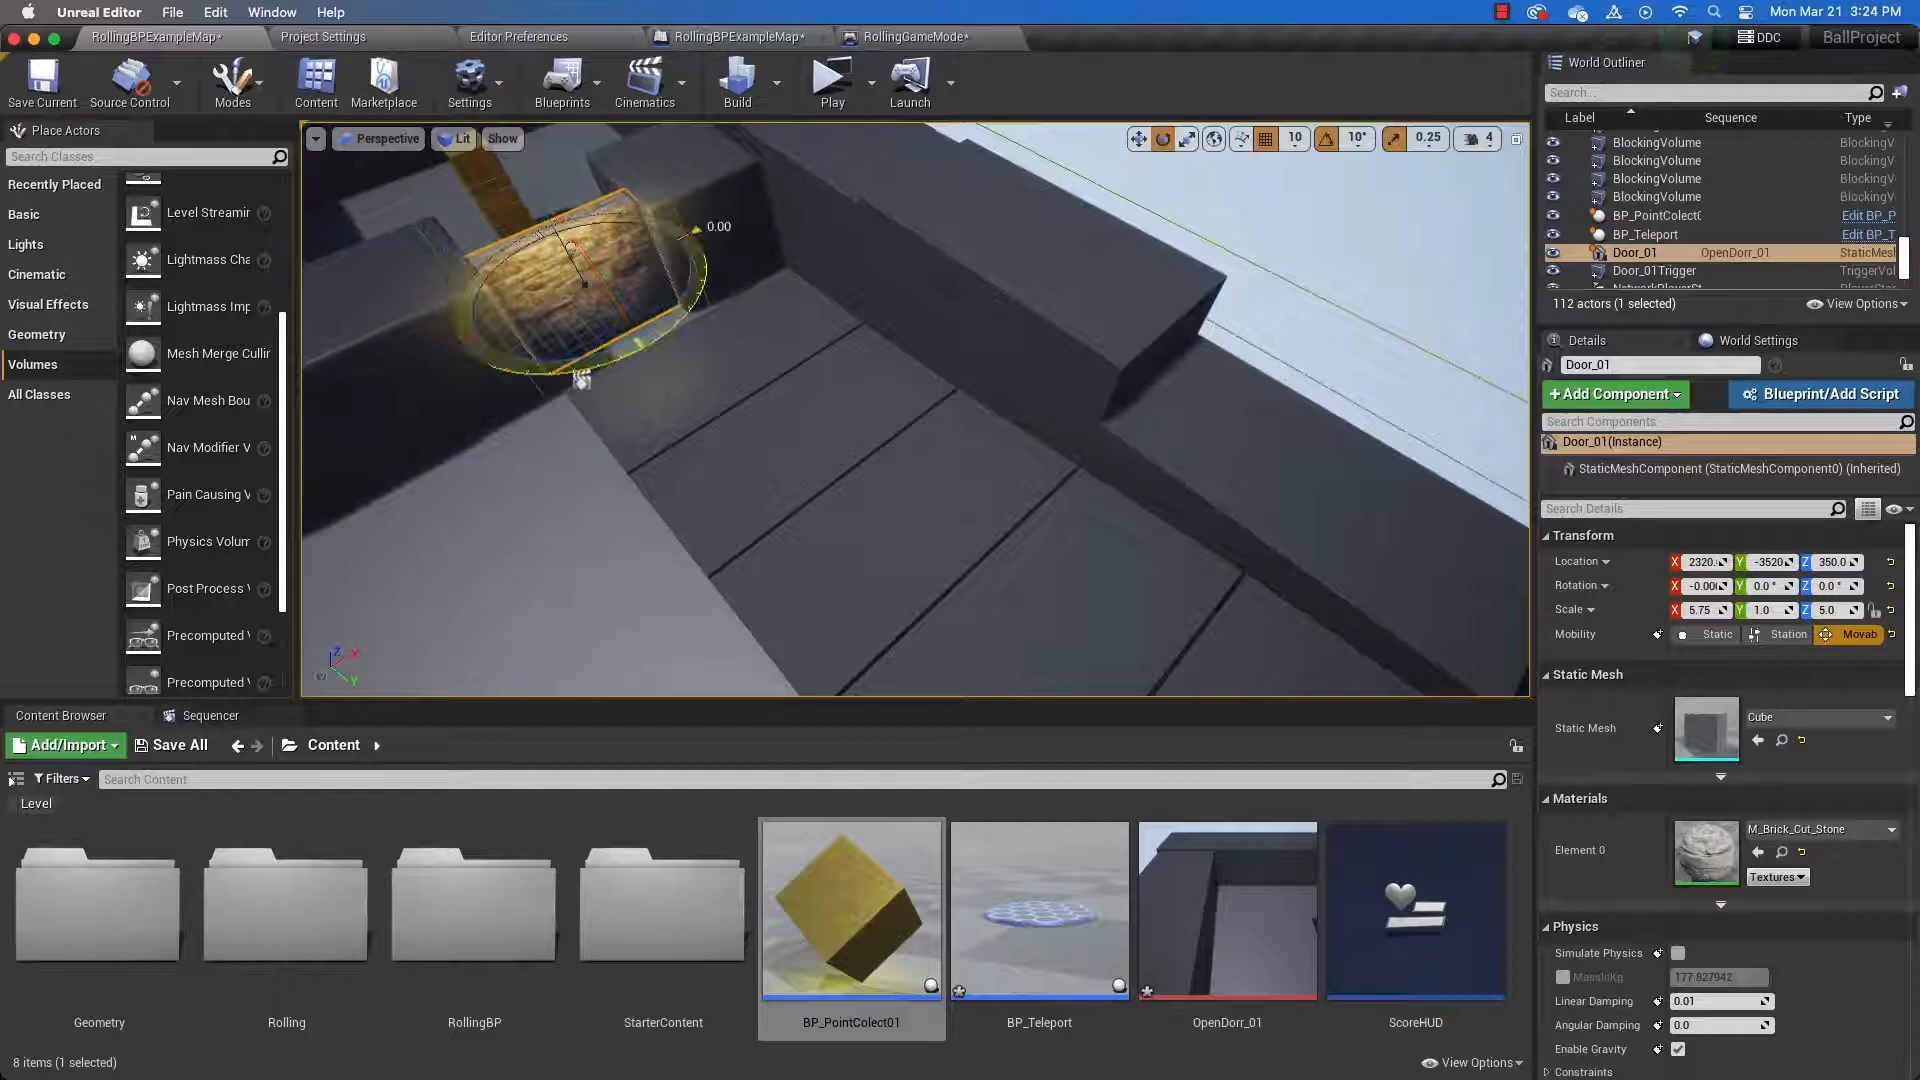 Unreal Editor File Edit Window Help Mon Mar 21 3:24 PM
RollingBPExampleMap* Project Settings Editor Preferences RollingBPExampleMap* RollingGameMode* DDC BallProject
Save Current Source Control Modes Content Marketplace Settings Blueprints Cinematics Build Play Launch
Place Actors
Search Classes
Recently Placed
Basic
Lights
Cinematic
Visual Effects
Geometry
Volumes
All Classes
Level Streamin
Lightmass Cha
Lightmass Imp
Mesh Merge Cullin
Nav Mesh Bou
Nav Modifier V
Pain Causing V
Physics Volum
Post Process V
Precomputed V
Precomputed V
Perspective Lit Show 10 10° 0.25 4
0.00
Z X
Y
World Outliner
Search...
Label Sequence Type
BlockingVolume BlockingV
BlockingVolume BlockingV
BlockingVolume BlockingV
BlockingVolume BlockingV
BP_PointColect( Edit BP_P
BP_Teleport Edit BP_T
Door_01 OpenDorr_01 StaticMesh
Door_01Trigger TriggerVol
NetworkPlayerSt PlayerStar
112 actors (1 selected) View Options
Details World Settings
Door_01
+Add Component Blueprint/Add Script
Search Components
Door_01(Instance)
StaticMeshComponent (StaticMeshComponent0) (Inherited)
Search Details
Transform
Location X 2320. Y -3520 Z 350.0
Rotation X -0.00 Y 0.0 ° Z 0.0 °
Scale X 5.75 Y 1.0 Z 5.0
Mobility Static Station Movab
Static Mesh
Static Mesh Cube
Materials
Element 0 M_Brick_Cut_Stone
Textures
Physics
Simulate Physics
MassInKg 177.827942
Linear Damping 0.01
Angular Damping 0.0
Enable Gravity
Constraints
Content Browser Sequencer
Add/Import Save All Content
Filters Search Content
Level
Geometry Rolling RollingBP StarterContent BP_PointColect01 BP_Teleport OpenDorr_01 ScoreHUD
8 items (1 selected) View Options